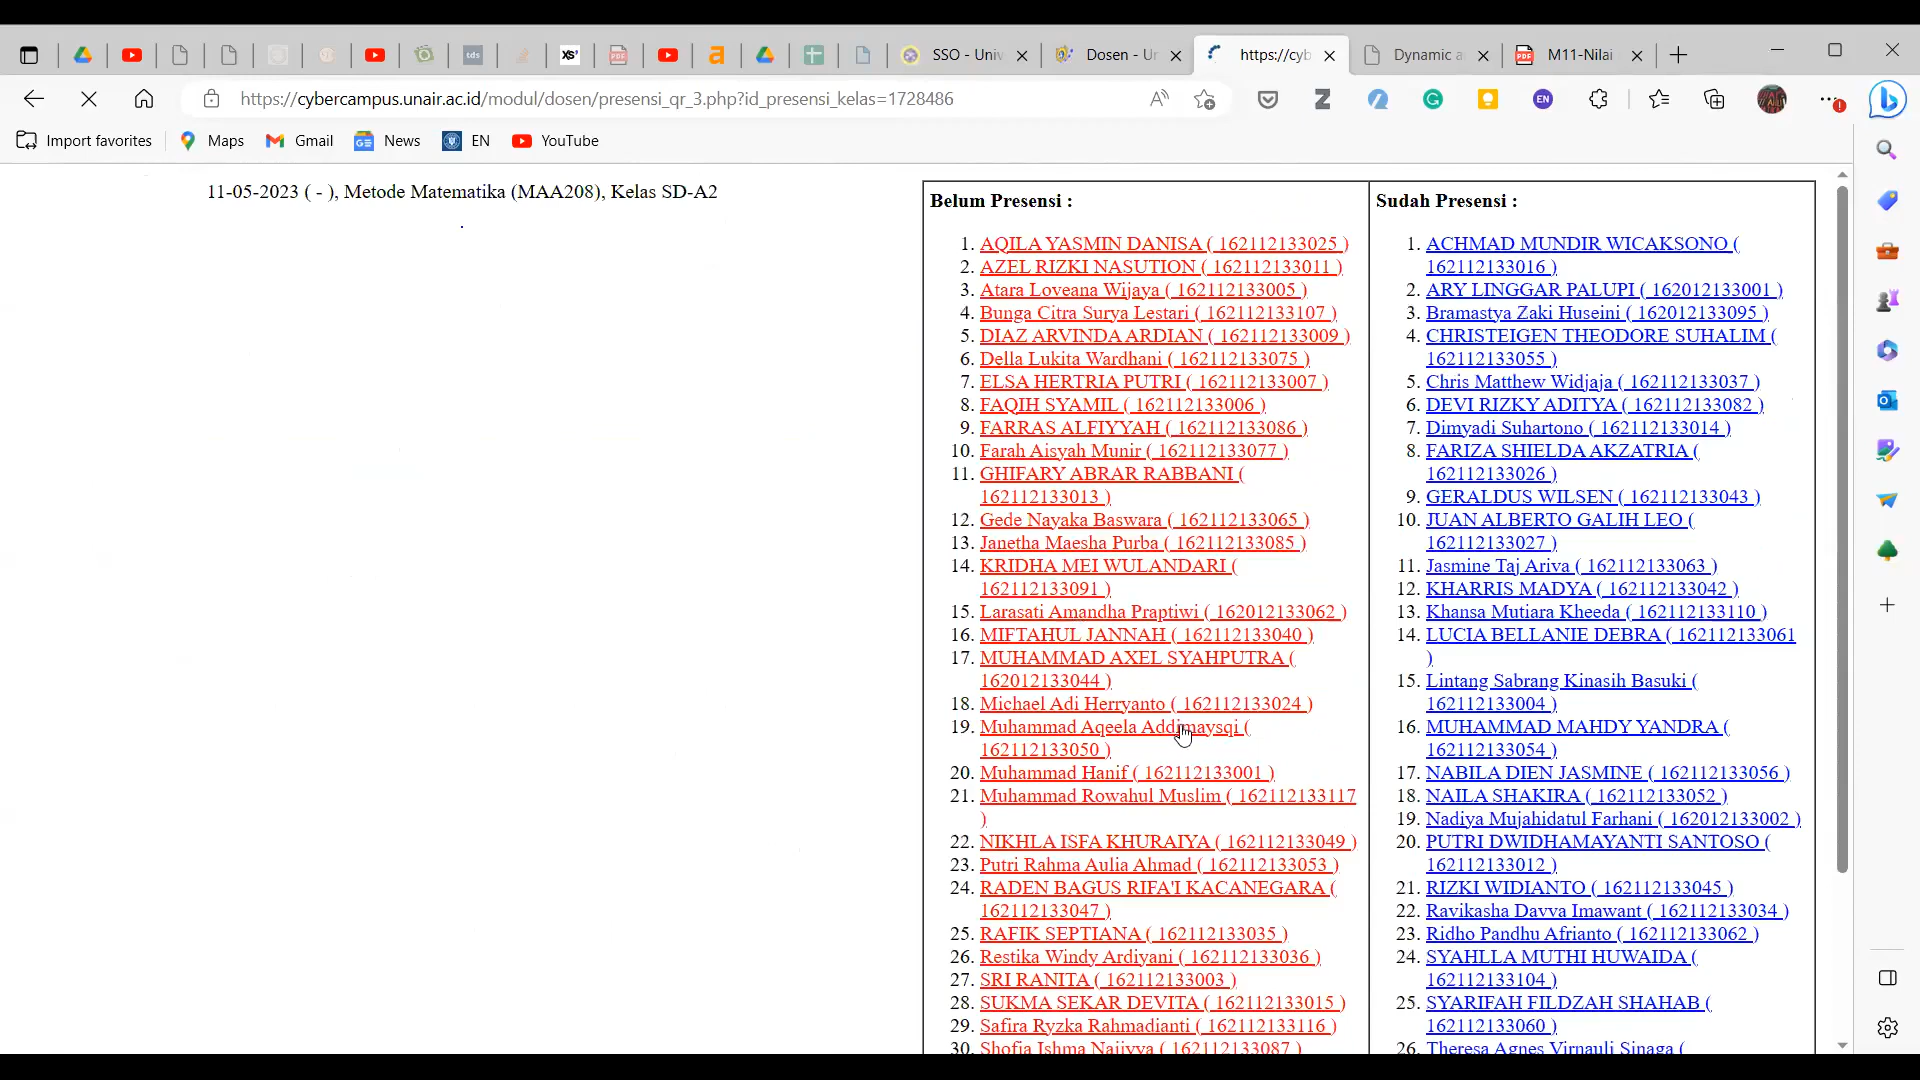 SSO - Univ
Dosen - Ur
https://cyb
Dynamic a
M11-Nilai
https://cybercampus.unair.ac.id/modul/dosen/presensi_qr_3.php?id_presensi_kelas=1728486
Import favorites
Maps
Gmail
News
EN
YouTube
11-05-2023 ( - ), Metode Matematika (MAA208), Kelas SD-A2
Belum Presensi :
1. AQILA YASMIN DANISA ( 162112133025 )
2. AZEL RIZKI NASUTION ( 162112133011 )
3. Atara Loveana Wijaya ( 162112133005 )
4. Bunga Citra Surya Lestari ( 162112133107 )
5. DIAZ ARVINDA ARDIAN ( 162112133009 )
6. Della Lukita Wardhani ( 162112133075 )
7. ELSA HERTRIA PUTRI ( 162112133007 )
8. FAQIH SYAMIL ( 162112133006 )
9. FARRAS ALFIYYAH ( 162112133086 )
10. Farah Aisyah Munir ( 162112133077 )
11. GHIFARY ABRAR RABBANI (
162112133013 )
12. Gede Nayaka Baswara ( 162112133065 )
13. Janetha Maesha Purba ( 162112133085 )
14. KRIDHA MEI WULANDARI (
162112133091 )
15. Larasati Amandha Praptiwi ( 162012133062 )
16. MIFTAHUL JANNAH ( 162112133040 )
17. MUHAMMAD AXEL SYAHPUTRA (
162012133044 )
18. Michael Adi Herryanto ( 162112133024 )
19. Muhammad Aqeela Addimaysqi (
162112133050 )
20. Muhammad Hanif ( 162112133001 )
21. Muhammad Rowahul Muslim ( 162112133117
)
22. NIKHLA ISFA KHURAIYA ( 162112133049 )
23. Putri Rahma Aulia Ahmad ( 162112133053 )
24. RADEN BAGUS RIFA'I KACANEGARA (
162112133047 )
25. RAFIK SEPTIANA ( 162112133035 )
26. Restika Windy Ardiyani ( 162112133036 )
27. SRI RANITA ( 162112133003 )
28. SUKMA SEKAR DEVITA ( 162112133015 )
29. Safira Ryzka Rahmadianti ( 162112133116 )
30. Shofia Ishma Najivya ( 162112133087 )
Sudah Presensi :
1. ACHMAD MUNDIR WICAKSONO (
162112133016 )
2. ARY LINGGAR PALUPI ( 162012133001 )
3. Bramastya Zaki Huseini ( 162012133095 )
4. CHRISTEIGEN THEODORE SUHALIM (
162112133055 )
5. Chris Matthew Widjaja ( 162112133037 )
6. DEVI RIZKY ADITYA ( 162112133082 )
7. Dimyadi Suhartono ( 162112133014 )
8. FARIZA SHIELDA AKZATRIA (
162112133026 )
9. GERALDUS WILSEN ( 162112133043 )
10. JUAN ALBERTO GALIH LEO (
162112133027 )
11. Jasmine Taj Ariva ( 162112133063 )
12. KHARRIS MADYA ( 162112133042 )
13. Khansa Mutiara Kheeda ( 162112133110 )
14. LUCIA BELLANIE DEBRA ( 162112133061
)
15. Lintang Sabrang Kinasih Basuki (
162112133004 )
16. MUHAMMAD MAHDY YANDRA (
162112133054 )
17. NABILA DIEN JASMINE ( 162112133056 )
18. NAILA SHAKIRA ( 162112133052 )
19. Nadiya Mujahidatul Farhani ( 162012133002 )
20. PUTRI DWIDHAMAYANTI SANTOSO (
162112133012 )
21. RIZKI WIDIANTO ( 162112133045 )
22. Ravikasha Davva Imawant ( 162112133034 )
23. Ridho Pandhu Afrianto ( 162112133062 )
24. SYAHLLA MUTHI HUWAIDA (
162112133104 )
25. SYARIFAH FILDZAH SHAHAB (
162112133060 )
26. Theresa Agnes Virnauli Sinaga (